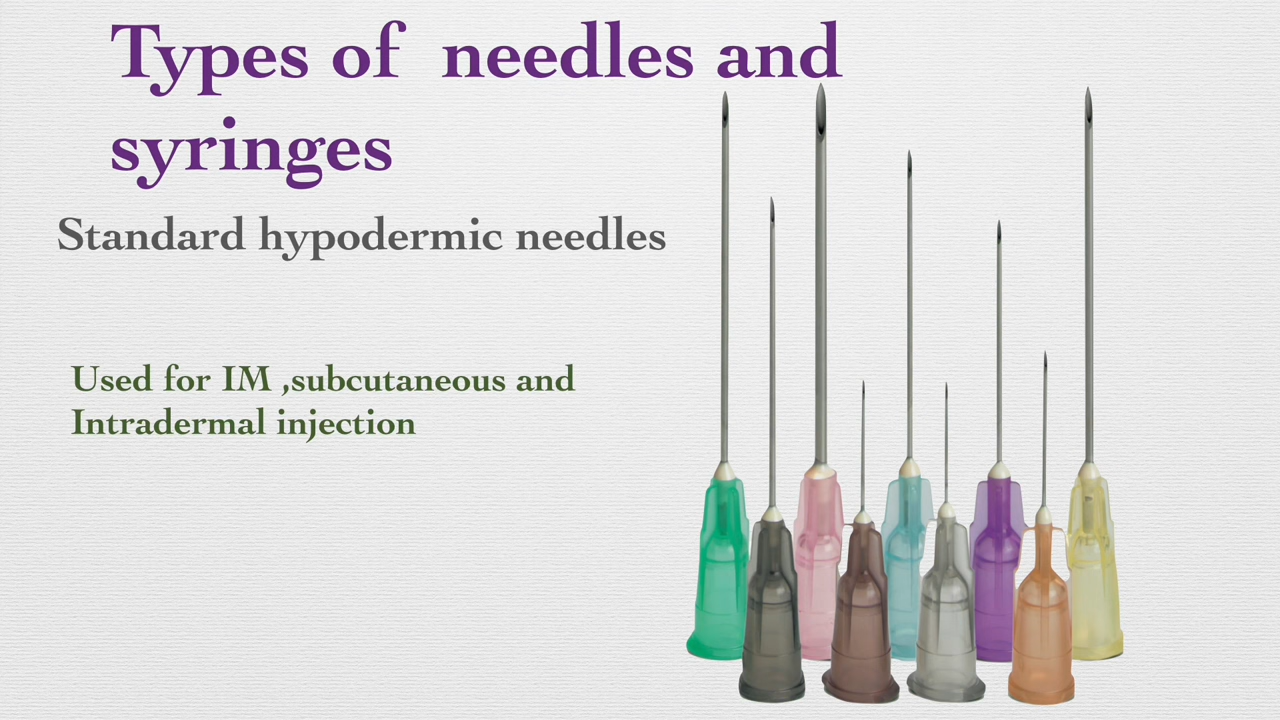 Types of needles and
syringes
Standard hypodermic needles
Used for IM ,subcutaneous and
Intradermal injection